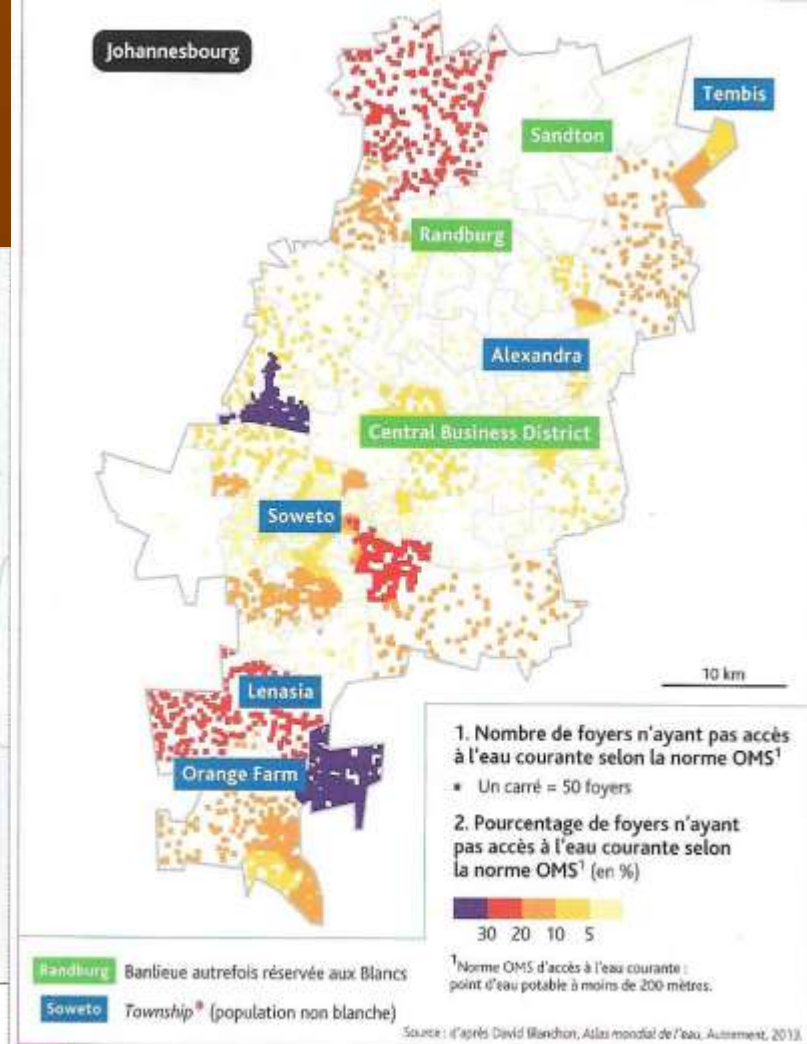 Johannesbourg
Tembis
Sandton
Randburg
Alexandra
Central Business District
Soweto
Lenasia
Orange Farm
10 km
1. Nombre de foyers n'ayant pas accès
à l'eau courante selon la norme OMS¹
Un carré = 50 foyers
2. Pourcentage de foyers n'ayant
pas accès à l'eau courante selon
la norme OMS¹ (en %)
30 20 10 5
¹Norme OMS d'accès à l'eau courante :
point d'eau potable à moins de 200 mètres.
Randburg Banlieue autrefois réservée aux Blancs
Soweto Township* (population non blanche)
Source : d'après David Blanchon, Atlas mondial de l'eau, Autrement, 2013.